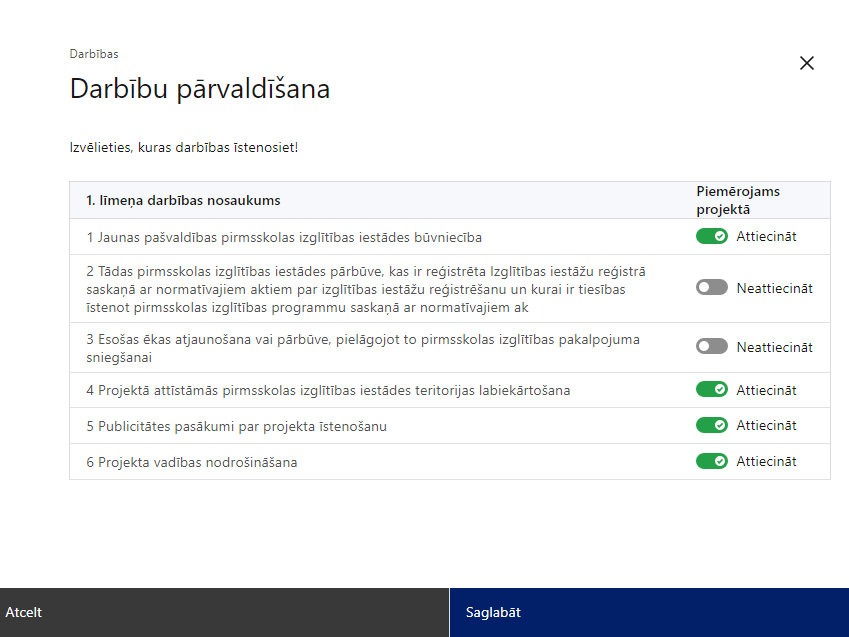 Darbības
Darbību pārvaldīšana
Izvēlieties, kuras darbības īstenosiet!
1. līmeņa darbības nosaukums
Piemērojams
projektā
1 Jaunas pašvaldības pirmsskolas izglītības iestādes būvniecība
Attiecināt
2 Tādas pirmsskolas izglītības iestādes pārbūve, kas ir reģistrēta Izglītības iestāžu reģistrā
saskaņā ar normatīvajiem aktiem par izglītības iestāžu reģistrēšanu un kurai ir tiesības
īstenot pirmsskolas izglītības programmu saskaņā ar normatīvajiem ak
Neattiecināt
3 Esošas ēkas atjaunošana vai pārbūve, pielāgojot to pirmsskolas izglītības pakalpojuma
sniegšanai
Neattiecināt
4 Projektā attīstāmās pirmsskolas izglītības iestādes teritorijas labiekārtošana
Attiecināt
5 Publicitātes pasākumi par projekta īstenošanu
Attiecināt
6 Projekta vadības nodrošināšana
Attiecināt
Atcelt
Saglabāt